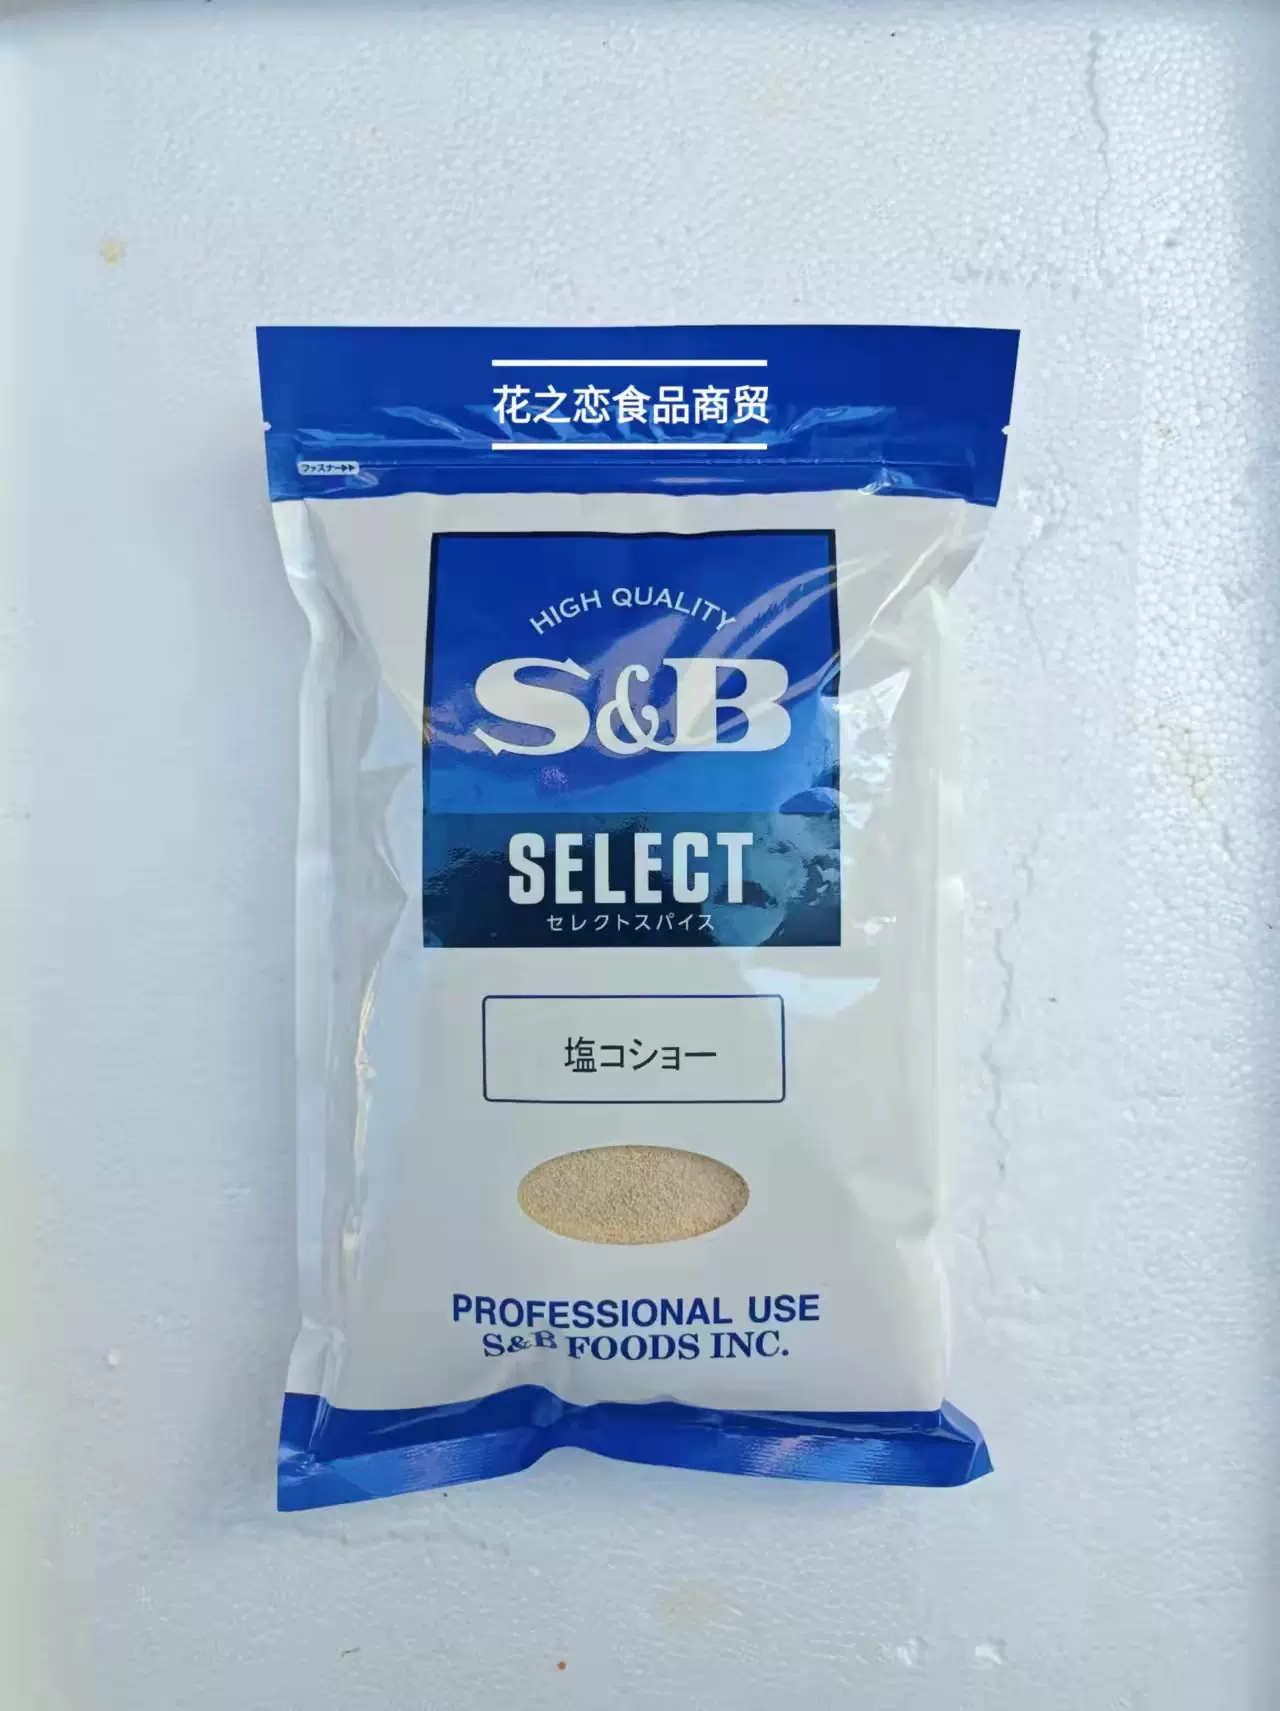 花之恋食品商贸
ファスナー▶▶
HIGH QUALITY
S&B
SELECT
セレクトスパイス
塩コショー
PROFESSIONAL USE
S&B FOODS INC.